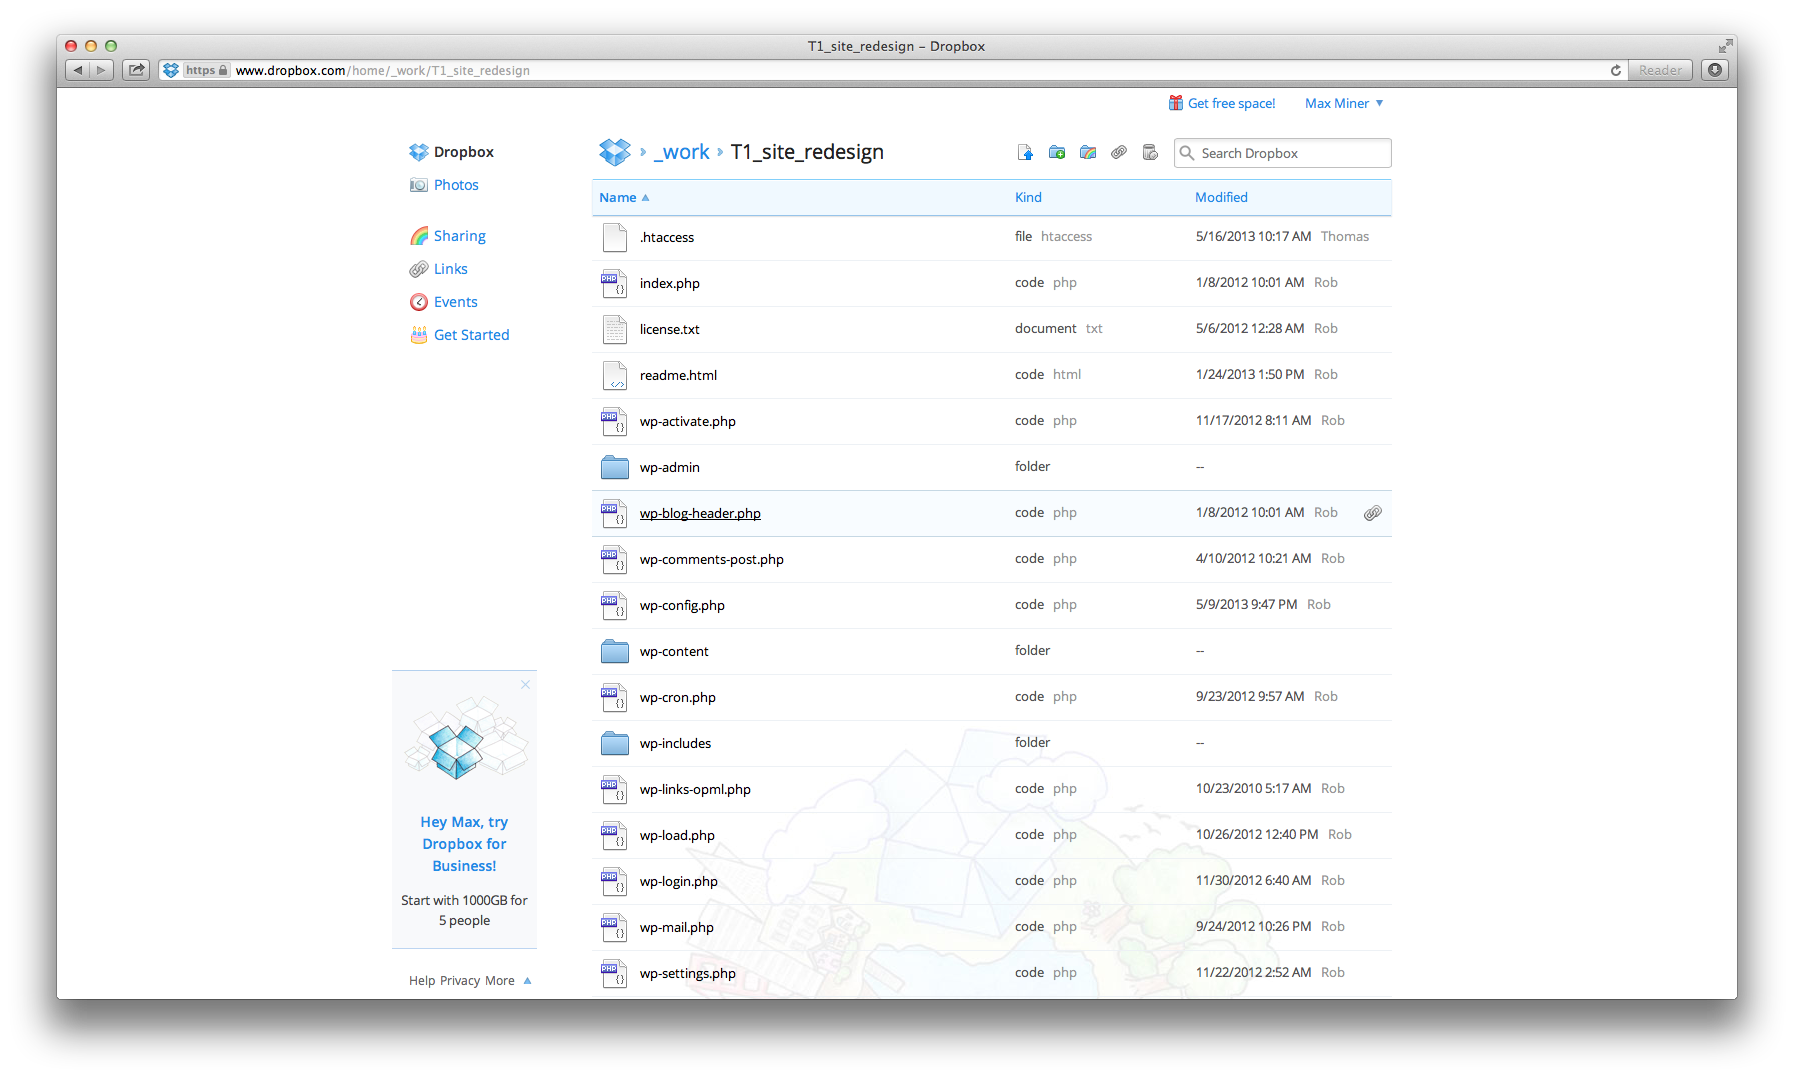 T1_site_redesign – Dropbox
https www.dropbox.com/home/_work/T1_site_redesign Reader
Get free space! Max Miner
Dropbox
Photos
Sharing
Links
Events
Get Started
_work › T1_site_redesign
Search Dropbox
Name Kind Modified
.htaccess file htaccess 5/16/2013 10:17 AM Thomas
PHP {} index.php code php 1/8/2012 10:01 AM Rob
license.txt document txt 5/6/2012 12:28 AM Rob
</> readme.html code html 1/24/2013 1:50 PM Rob
PHP {} wp-activate.php code php 11/17/2012 8:11 AM Rob
wp-admin folder --
PHP {} wp-blog-header.php code php 1/8/2012 10:01 AM Rob
PHP {} wp-comments-post.php code php 4/10/2012 10:21 AM Rob
PHP {} wp-config.php code php 5/9/2013 9:47 PM Rob
wp-content folder --
PHP {} wp-cron.php code php 9/23/2012 9:57 AM Rob
wp-includes folder --
PHP {} wp-links-opml.php code php 10/23/2010 5:17 AM Rob
PHP {} wp-load.php code php 10/26/2012 12:40 PM Rob
PHP {} wp-login.php code php 11/30/2012 6:40 AM Rob
PHP {} wp-mail.php code php 9/24/2012 10:26 PM Rob
PHP {} wp-settings.php code php 11/22/2012 2:52 AM Rob
Hey Max, try
Dropbox for
Business!
Start with 1000GB for
5 people
Help Privacy More